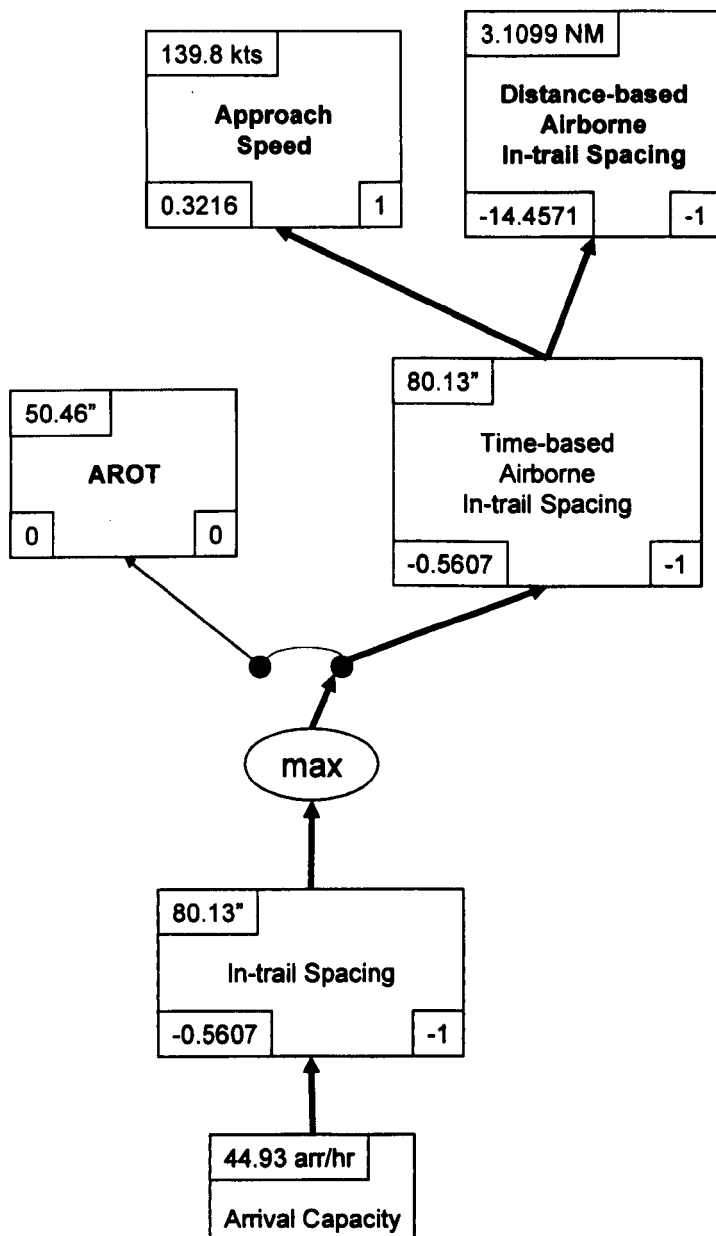 139.8 kts
Approach
Speed
0.3216
1
3.1099 NM
Distance-based
Airborne
In-trail Spacing
-14.4571
-1
50.46”
AROT
0
0
80.13”
Time-based
Airborne
In-trail Spacing
-0.5607
-1
max
80.13”
In-trail Spacing
-0.5607
-1
44.93 arr/hr
Arrival Capacity